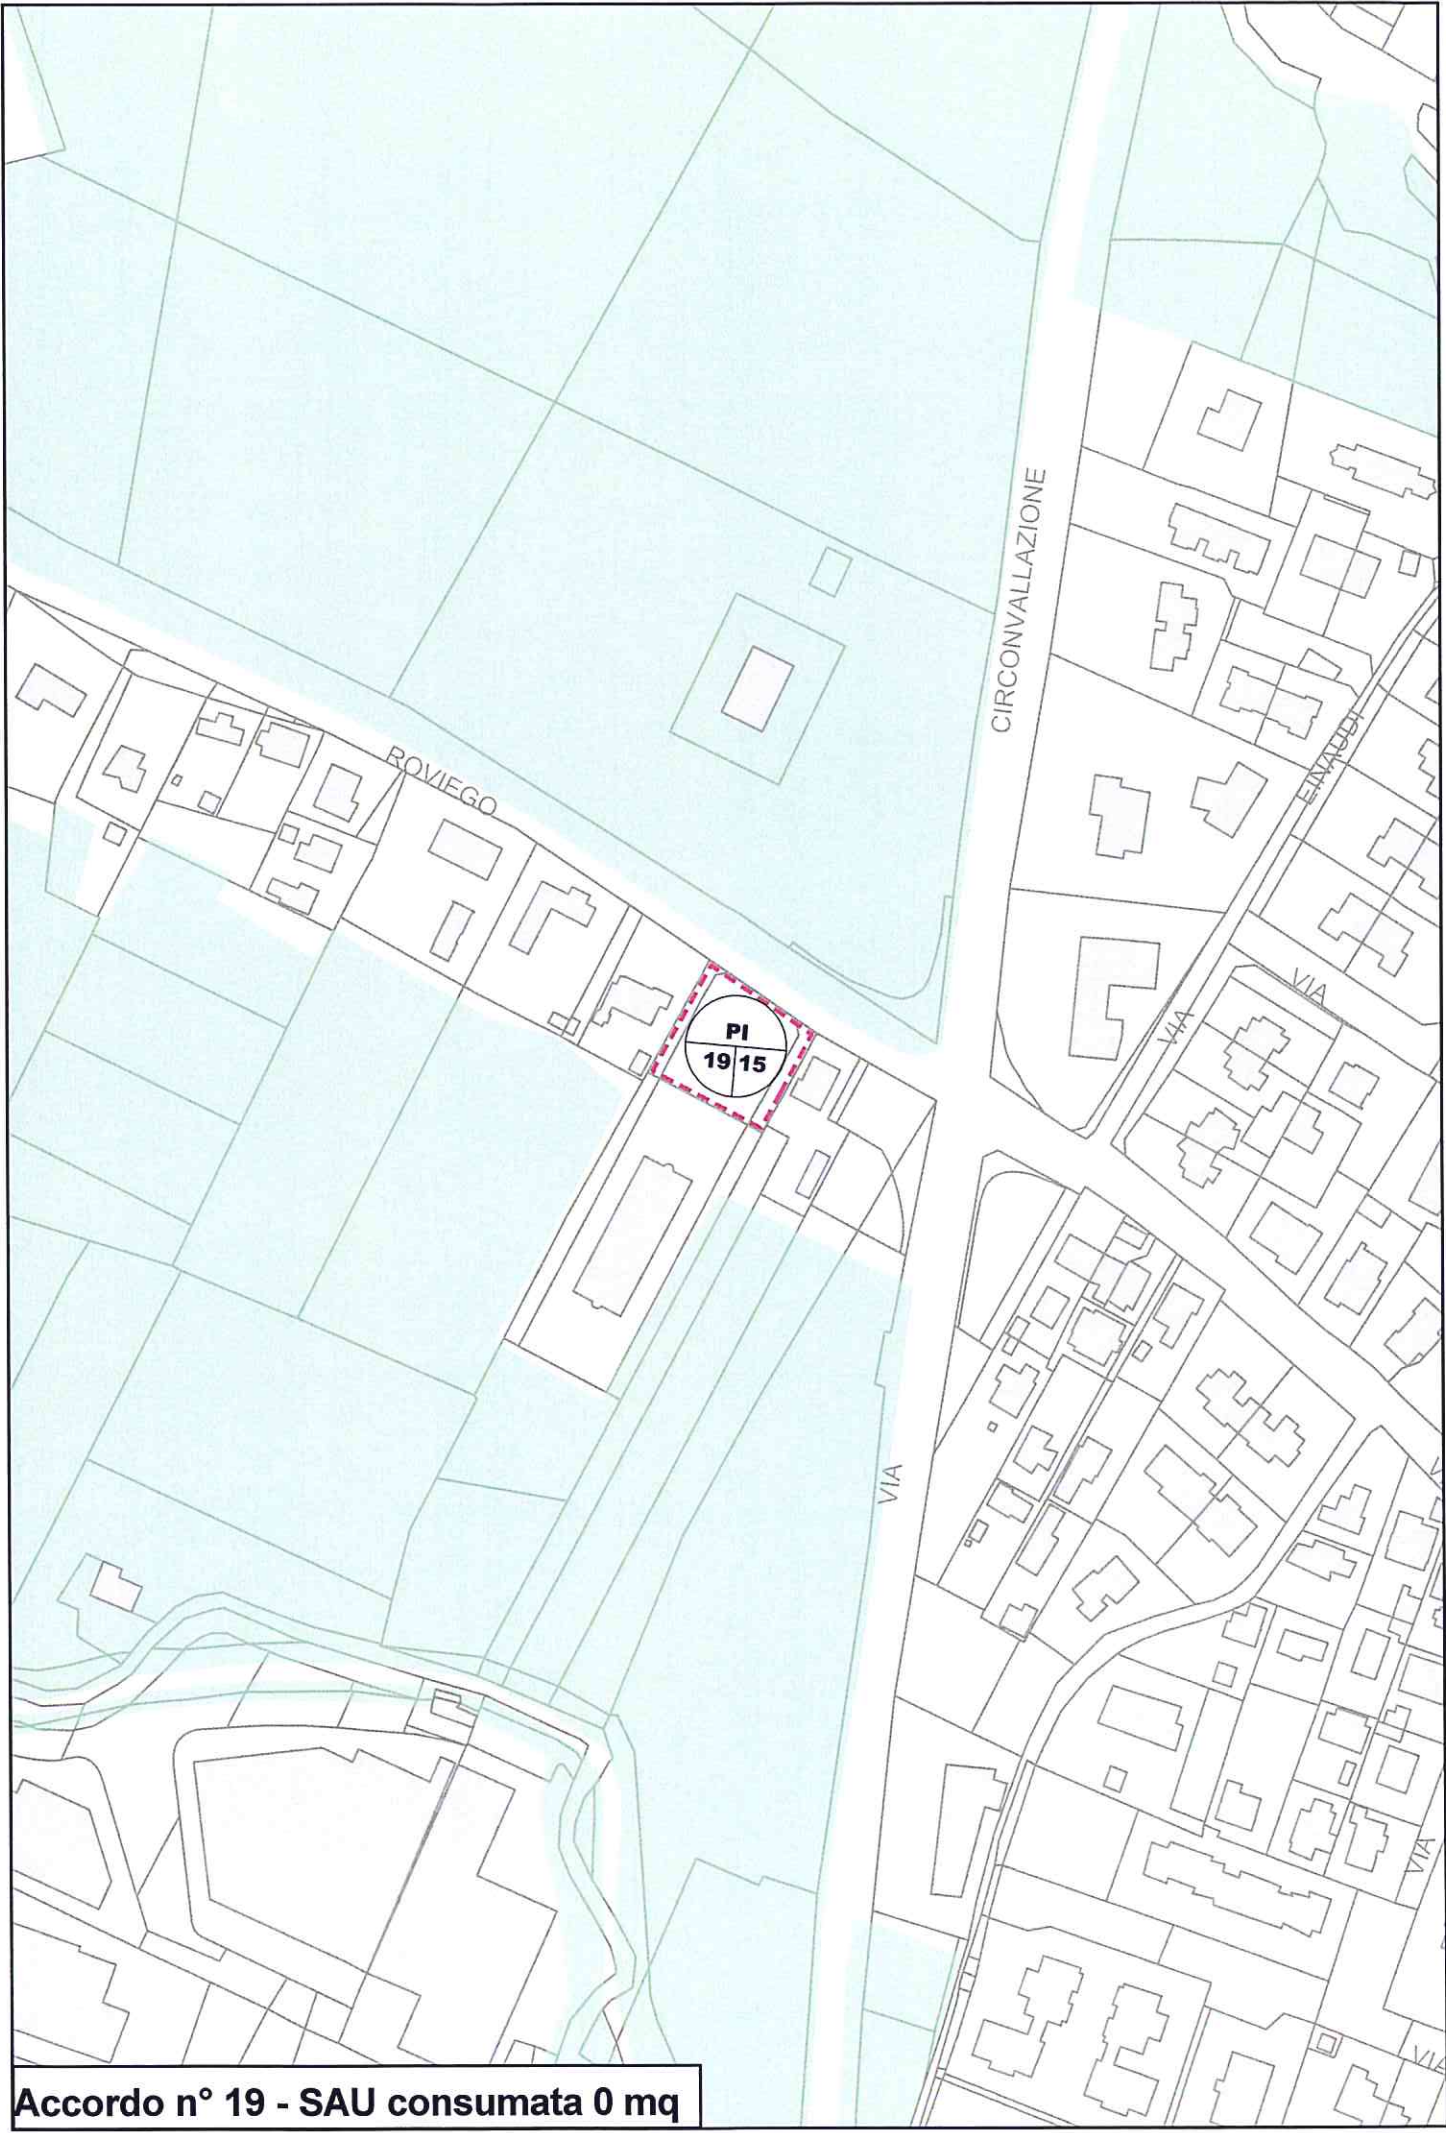 CIRCONVALLAZIONE
EINAUDI
ROVIEGO
VIA
VIA
PI
19 15
VIA
VIA
VIA
Accordo n° 19 - SAU consumata 0 mq